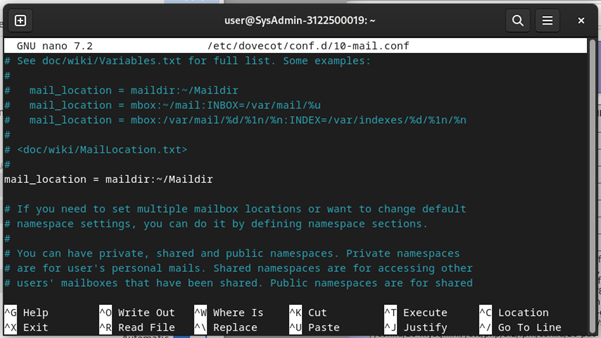 user@SysAdmin-3122500019: ~
GNU nano 7.2 /etc/dovecot/conf.d/10-mail.conf
# See doc/wiki/Variables.txt for full list. Some examples:
#
#   mail_location = maildir:~/Maildir
#   mail_location = mbox:~/mail:INBOX=/var/mail/%u
#   mail_location = mbox:/var/mail/%d/%1n/%n:INDEX=/var/indexes/%d/%1n/%n
#
# <doc/wiki/MailLocation.txt>
#
mail_location = maildir:~/Maildir
# If you need to set multiple mailbox locations or want to change default
# namespace settings, you can do it by defining namespace sections.
#
# You can have private, shared and public namespaces. Private namespaces
# are for user's personal mails. Shared namespaces are for accessing other
# users' mailboxes that have been shared. Public namespaces are for shared
^G Help ^O Write Out ^W Where Is ^K Cut ^T Execute ^C Location
^X Exit ^R Read File ^\ Replace ^U Paste ^J Justify ^/ Go To Line